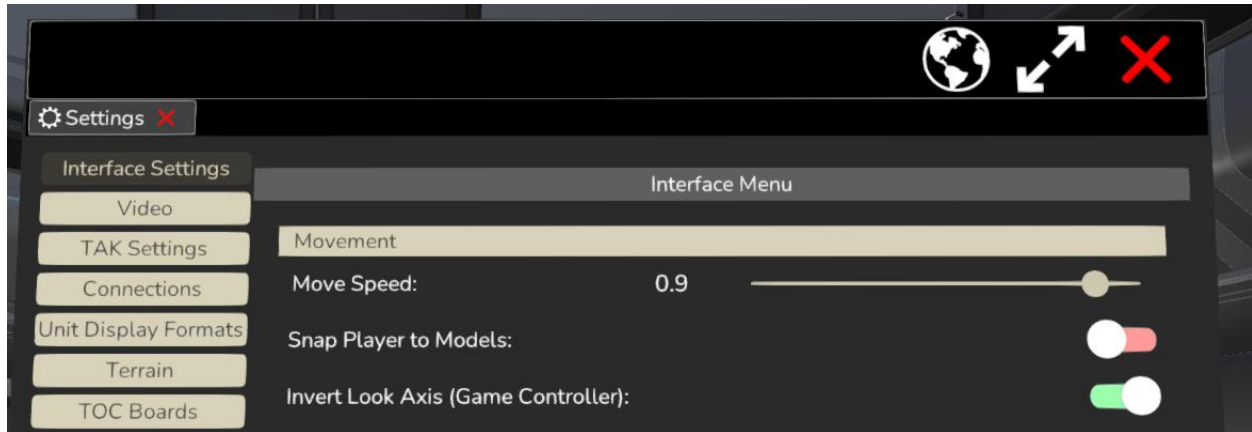 Settings
Interface Settings
Video
TAK Settings
Connections
Unit Display Formats
Terrain
TOC Boards
Interface Menu
Movement
Move Speed: 0.9
Snap Player to Models:
Invert Look Axis (Game Controller):